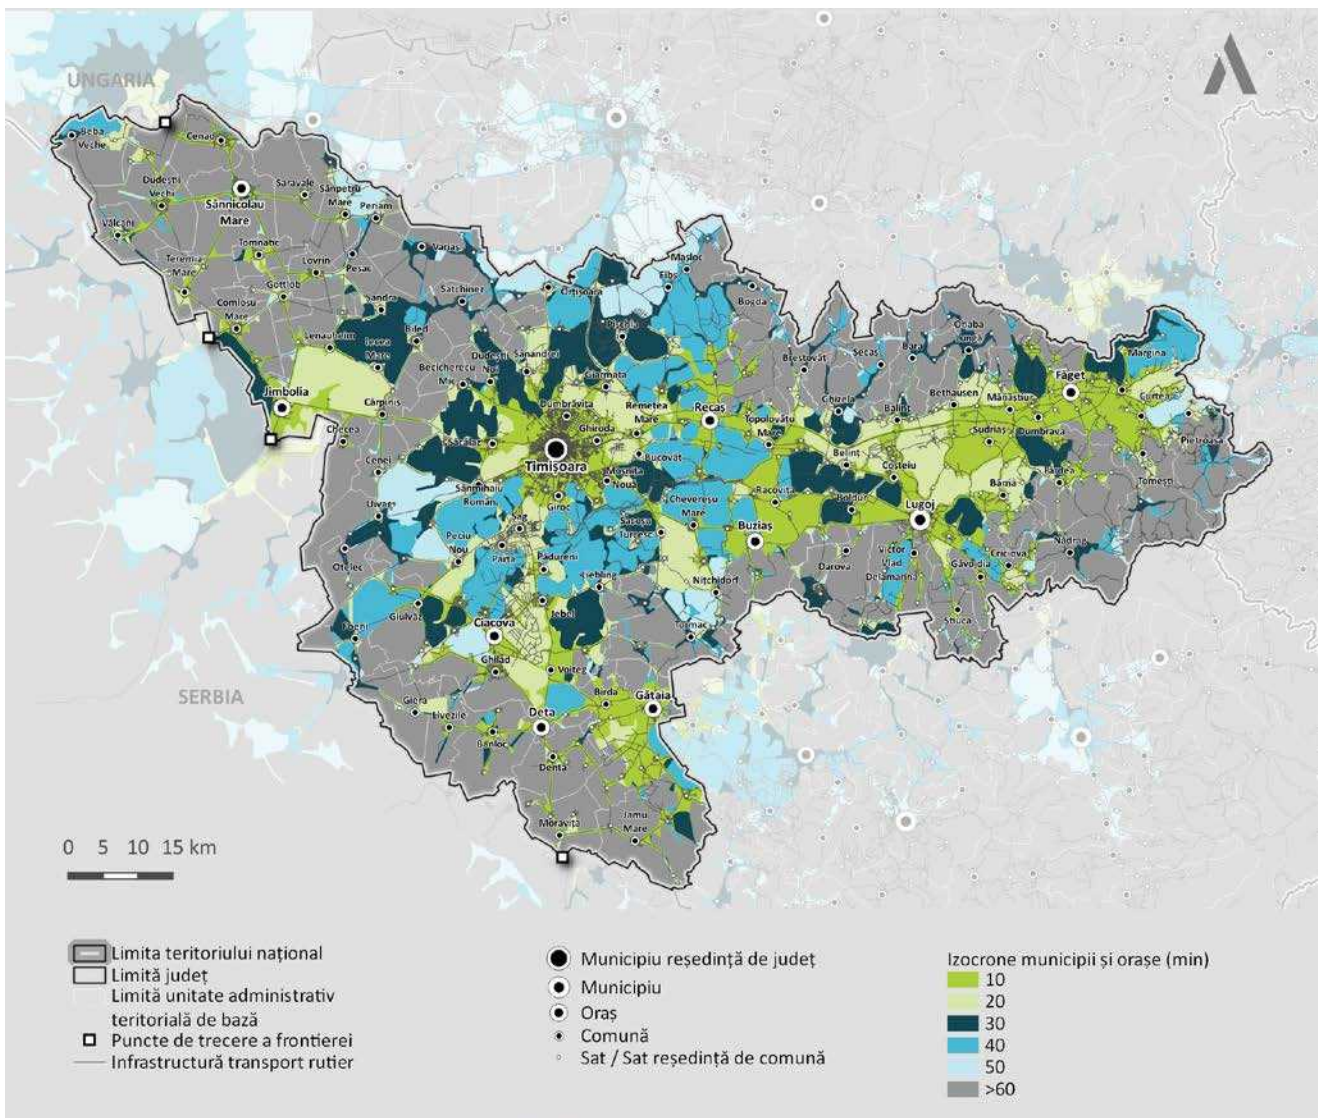 UNGARIA
Beba
Veche
Cenad
Dudeștii
Vechi
Saravale
Sânpetru
Mare
Periam
Sânnicolau
Mare
Vălcani
Tomnatic
Lovrin
Pesac
Variaș
Teremia
Mare
Gottlob
Satchinez
Comloșu
Mare
Șandra
Biled
Lenauheim
Iecea
Mare
Orțișoara
Fibiș
Mașloc
Bogda
Pișchia
Dudeștii
Noi
Sânandrei
Becicherecu
Mic
Giarmata
Jimbolia
Cărpiniș
Checea
Cenei
Dumbrăvița
Ghiroda
Remetea
Mare
Recaș
Topolovățu
Mare
Brestovăț
Secaș
Bara
Ohaba
Lungă
Margina
Făget
Curtea
Bethausen
Mănăștiur
Ghizela
Balinț
Sudriaș
Dumbrava
Pietroasa
Timișoara
Bucovăț
Moșnița
Nouă
Belinț
Coșteiu
Bârna
Fârdea
Tomești
Sânmihaiu
Român
Giroc
Uivar
Șag
Racovița
Boldur
Lugoj
Cheveresu
Mare
Buziaș
Sacoșu
Turcesc
Peciu
Nou
Parța
Pădureni
Otelec
Liebling
Nițchidorf
Darova
Victor
Vlad
Delamarina
Găvojdia
Criciova
Nădrag
Știuca
Foeni
Giulvăz
Ciacova
Jebel
Tormac
Ghilad
Voiteg
SERBIA
Giera
Livezile
Banloc
Deta
Birda
Gătaia
Denta
Moravița
Jamu
Mare
0 5 10 15 km
Limita teritoriului național
Limită județ
Limită unitate administrativ
teritorială de bază
Puncte de trecere a frontierei
Infrastructură transport rutier
Municipiu reședință de județ
Municipiu
Oraș
Comună
Sat / Sat reședință de comună
Izocrone municipii și orașe (min)
10
20
30
40
50
>60